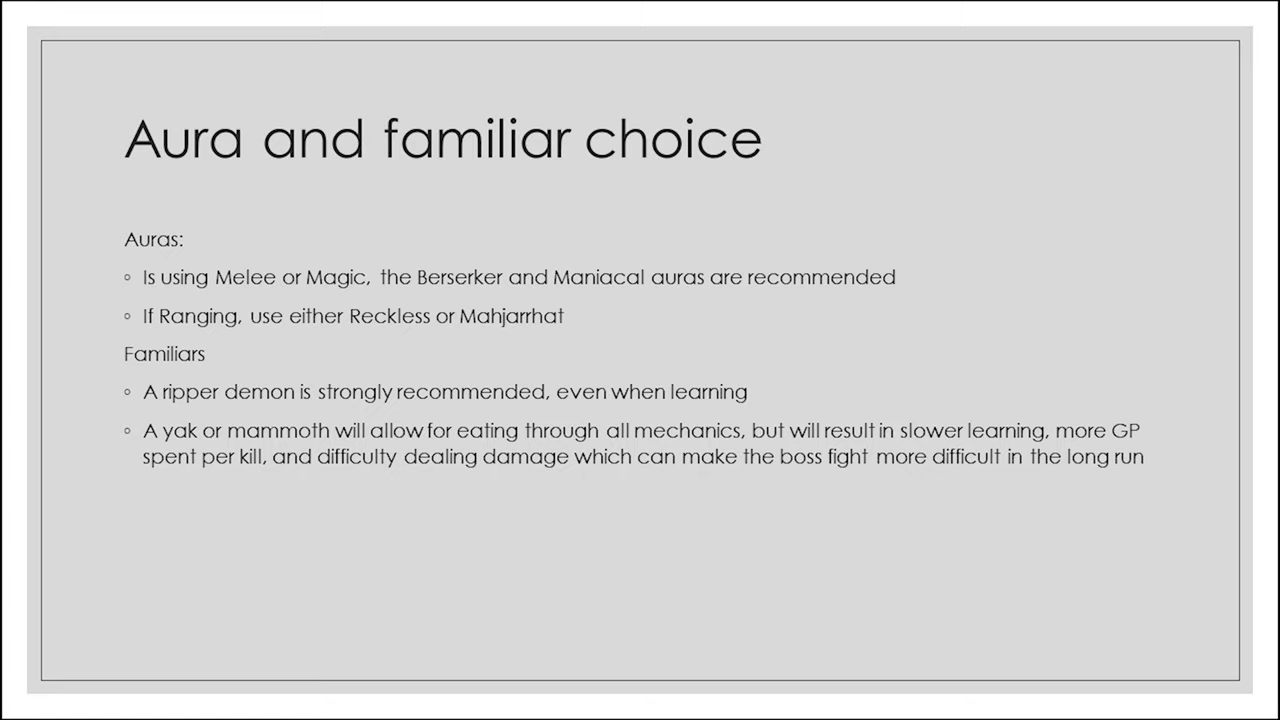 Aura and familiar choice
Auras:
◦ Is using Melee or Magic, the Berserker and Maniacal auras are recommended
◦ If Ranging, use either Reckless or Mahjarrhat
Familiars
◦ A ripper demon is strongly recommended, even when learning
◦ A yak or mammoth will allow for eating through all mechanics, but will result in slower learning, more GP
spent per kill, and difficulty dealing damage which can make the boss fight more difficult in the long run